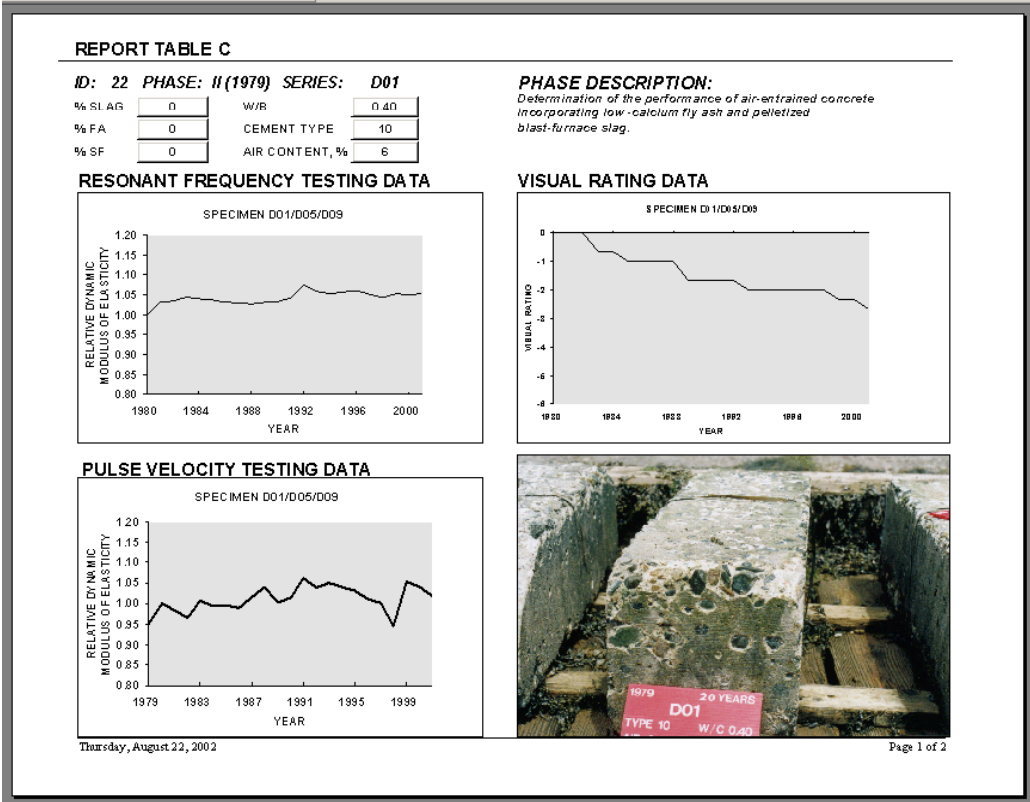 REPORT TABLE C
ID: 22 PHASE: II (1979) SERIES: D01
% SLAG 0 W/B 0.40
% FA 0 CEMENT TYPE 10
% SF 0 AIR CONTENT, % 6
PHASE DESCRIPTION:
Determination of the performance of air-entrained concrete
incorporating low -calcium fly ash and pelletized
blast-furnace slag.
RESONANT FREQUENCY TESTING DATA
SPECIMEN D01/D05/D09
RELATIVE DYNAMIC
MODULUS OF ELASTICITY
1.20
1.15
1.10
1.05
1.00
0.95
0.90
0.85
0.80
1980 1984 1988 1992 1996 2000
YEAR
VISUAL RATING DATA
SPECIMEN D01/D05/D09
VISUAL RATING
0
-1
-2
-3
-4
-5
-6
1980 1984 1988 1992 1996 2000
YEAR
PULSE VELOCITY TESTING DATA
SPECIMEN D01/D05/D09
RELATIVE DYNAMIC
MODULUS OF ELASTICITY
1.20
1.15
1.10
1.05
1.00
0.95
0.90
0.85
0.80
1979 1983 1987 1991 1995 1999
YEAR
1979 20 YEARS
D01
TYPE 10 W/C 0.40
Thursday, August 22, 2002
Page 1 of 2